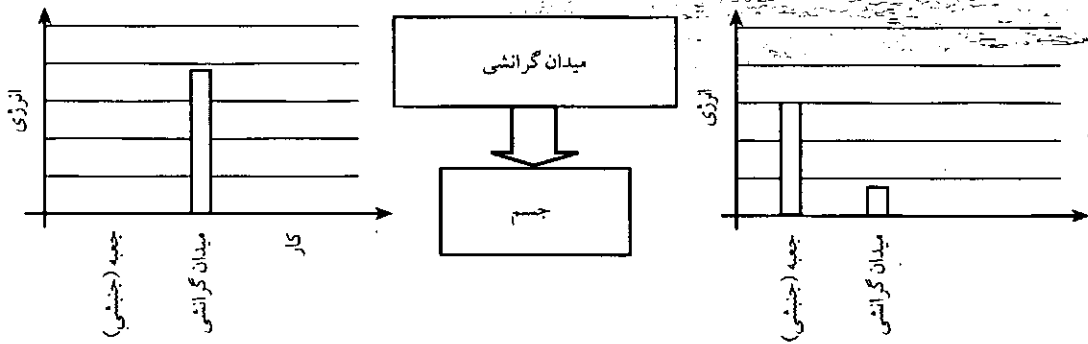 انرژی
جعبه (جنبشی)
میدان گرانشی
کار
میدان گرانشی
جسم
انرژی
جعبه (جنبشی)
میدان گرانشی